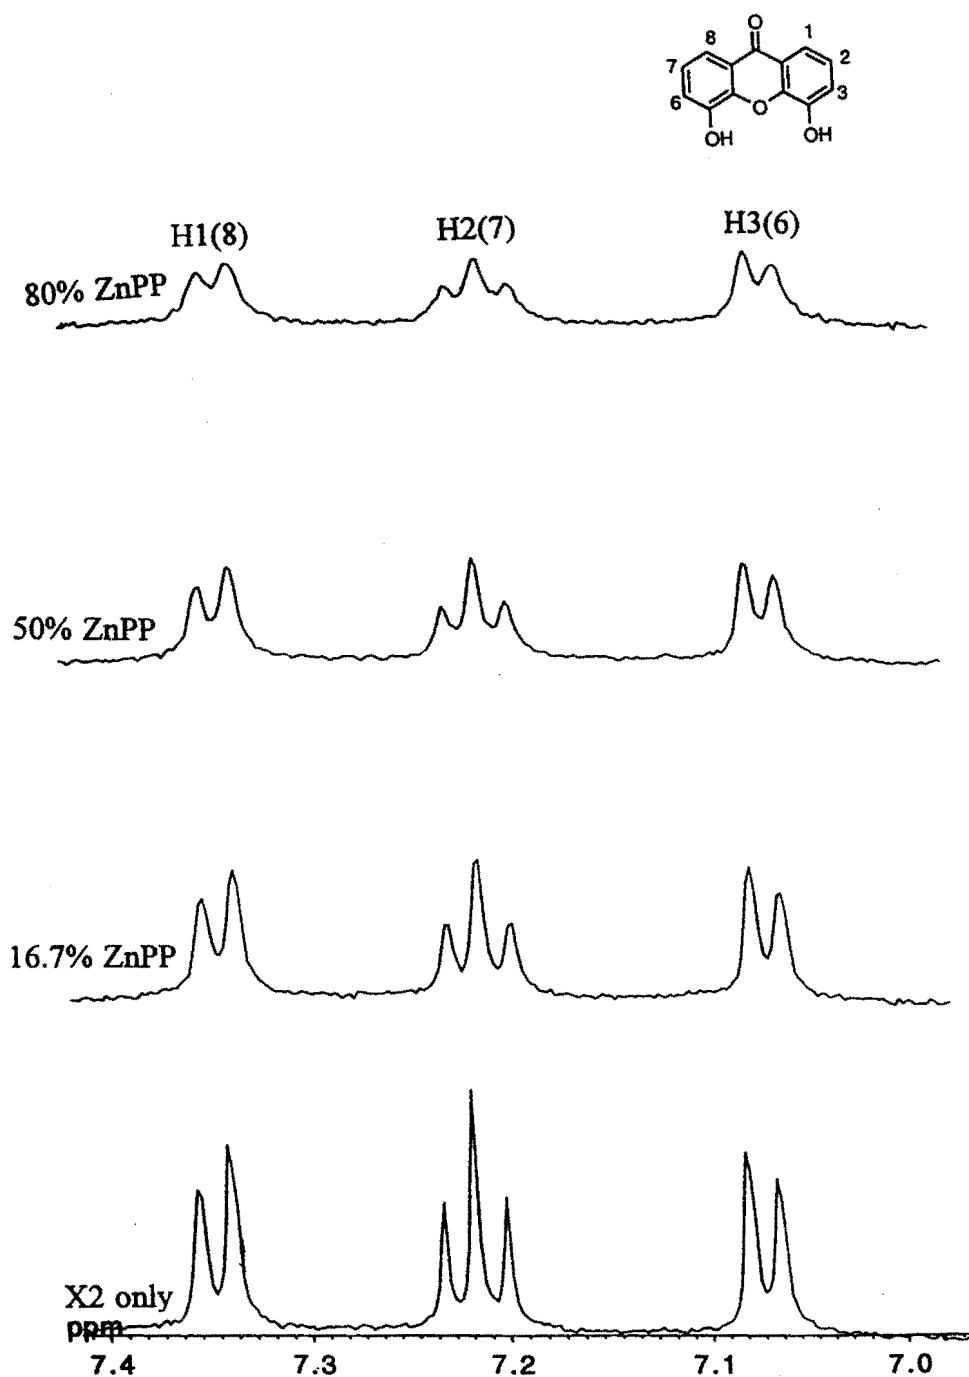 O
8
1
7
2
6
O
3
OH
OH
H1(8)
H2(7)
H3(6)
80% ZnPP
50% ZnPP
16.7% ZnPP
X2 only
ppm
7.4
7.3
7.2
7.1
7.0